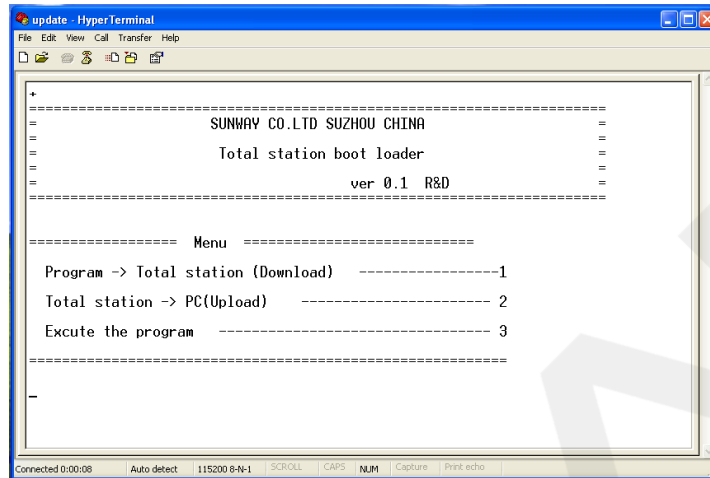 update - HyperTerminal
File Edit View Call Transfer Help
+
======================================================================
= SUNWAY CO.LTD SUZHOU CHINA =
= =
= Total station boot loader =
= =
= ver 0.1 R&D =
======================================================================
================== Menu ============================
Program -> Total station (Download) -----------------1
Total station -> PC(Upload) ----------------------- 2
Excute the program --------------------------------- 3
==========================================================
_
Connected 0:00:08 Auto detect 115200 8-N-1 SCROLL CAPS NUM Capture Print echo